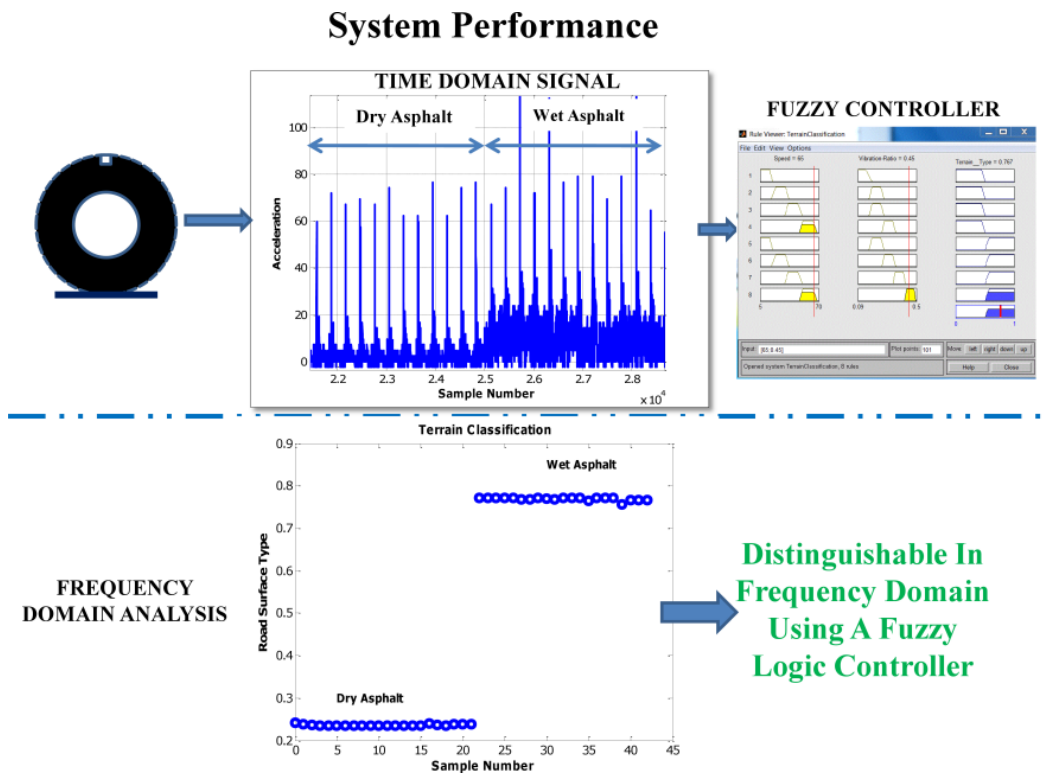 System Performance
TIME DOMAIN SIGNAL
Dry Asphalt
Wet Asphalt
Acceleration
100
80
60
40
20
0
2.2
2.3
2.4
2.5
2.6
2.7
2.8
Sample Number
x 10^4
FUZZY CONTROLLER
Rule Viewer: TerrainClassification
File Edit View Options
Speed = 65
Vibration-Ratio = 0.45
Terrain__Type = 0.767
1
2
3
4
5
6
7
8
5
70
0.09
0.5
0
1
Input: [65;0.45]
Plot points: 101
Move: left right down up
Opened system TerrainClassification, 8 rules
Help
Close
FREQUENCY
DOMAIN ANALYSIS
Terrain Classification
Road Surface Type
0.9
0.8
0.7
0.6
0.5
0.4
0.3
0.2
Wet Asphalt
Dry Asphalt
0
5
10
15
20
25
30
35
40
45
Sample Number
Distinguishable In
Frequency Domain
Using A Fuzzy
Logic Controller